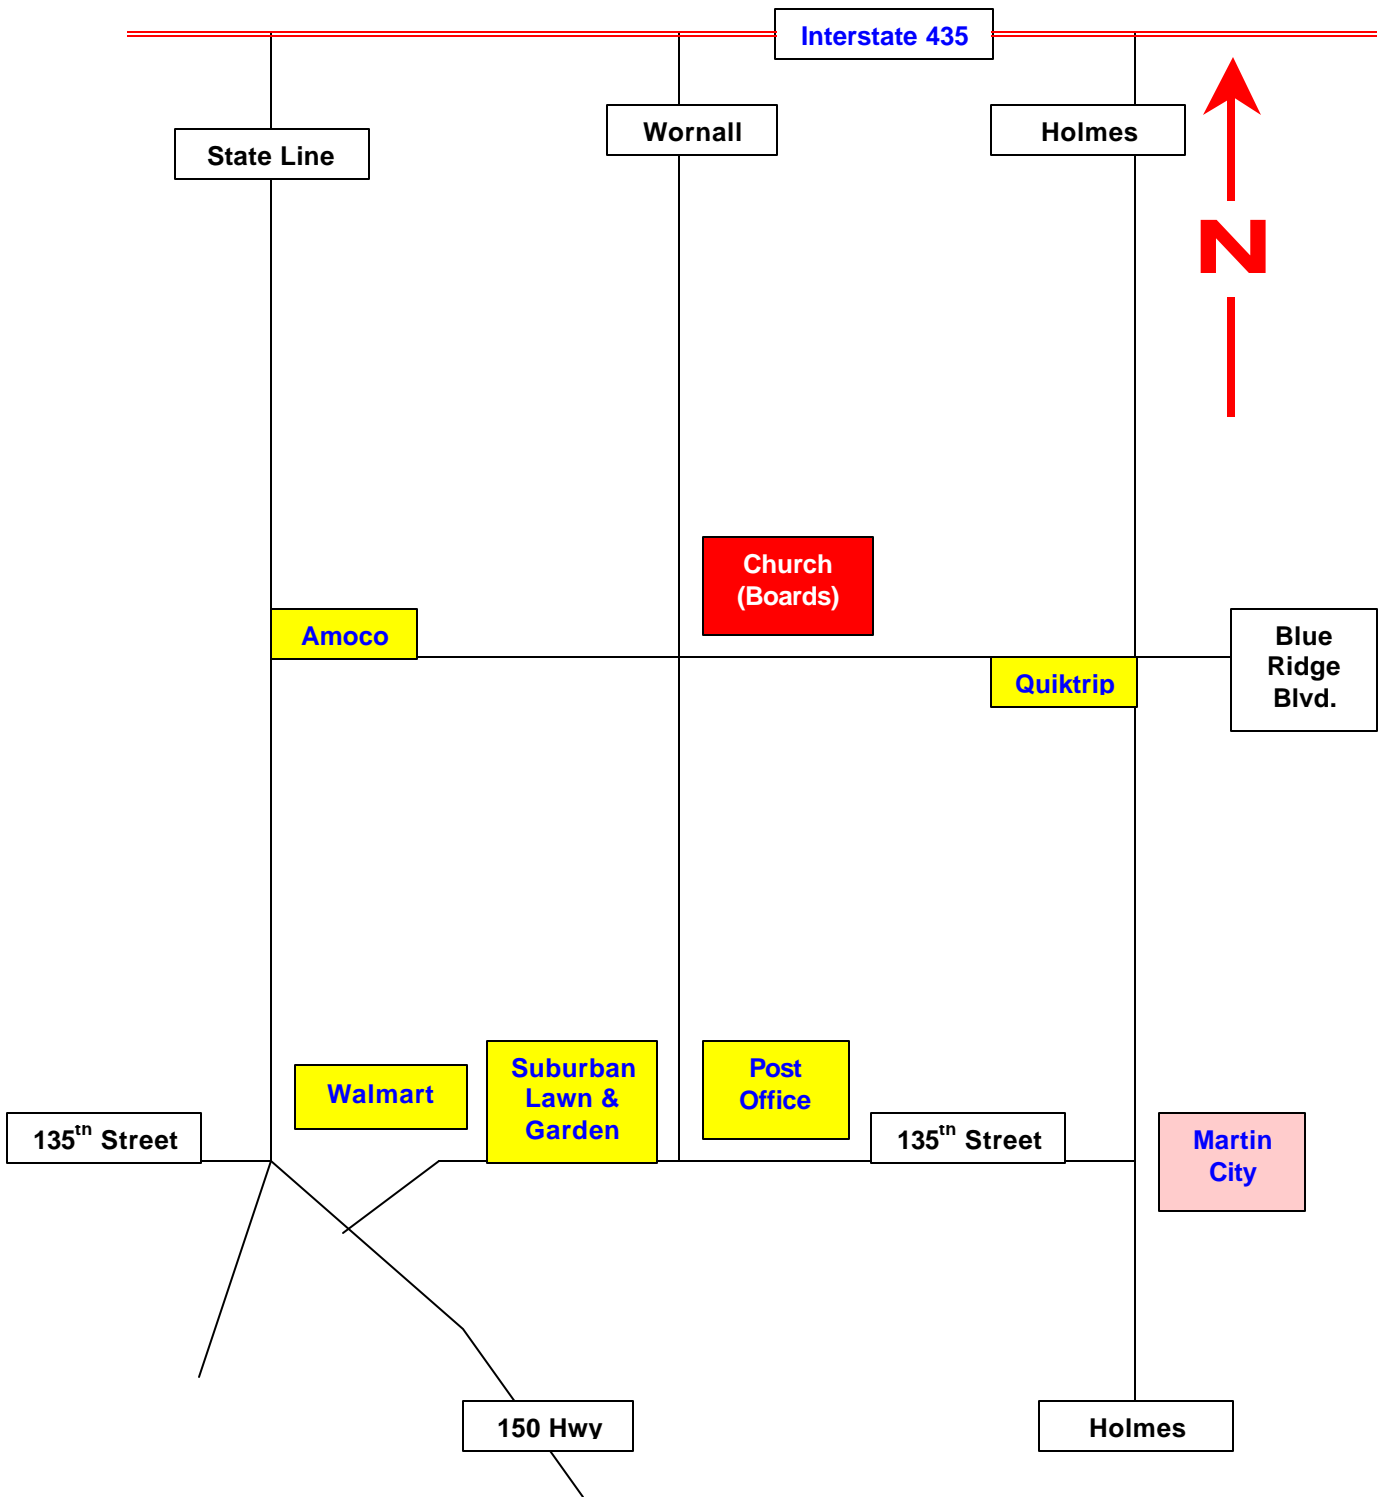 Interstate 435
State Line
Wornall
Holmes
N
Church
(Boards)
Amoco
Quiktrip
Blue
Ridge
Blvd.
Walmart
Suburban
Lawn &
Garden
Post
Office
135th Street
135th Street
Martin
City
150 Hwy
Holmes